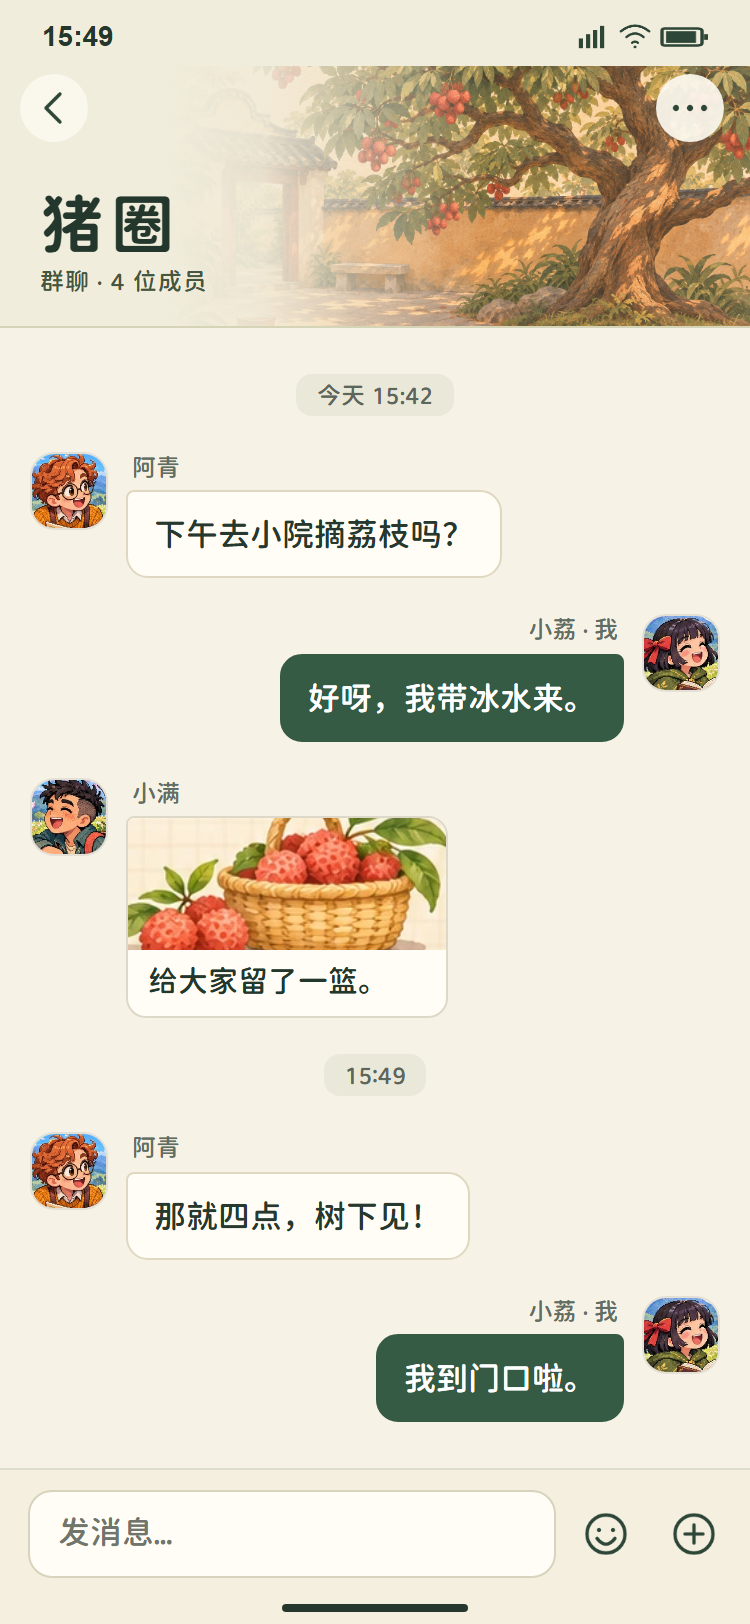 15:49
猪圈
群聊 · 4 位成员
今天 15:42
阿青
下午去小院摘荔枝吗？
小荔 · 我
好呀，我带冰水来。
小满
给大家留了一篮。
15:49
阿青
那就四点，树下见！
小荔 · 我
我到门口啦。
发消息…